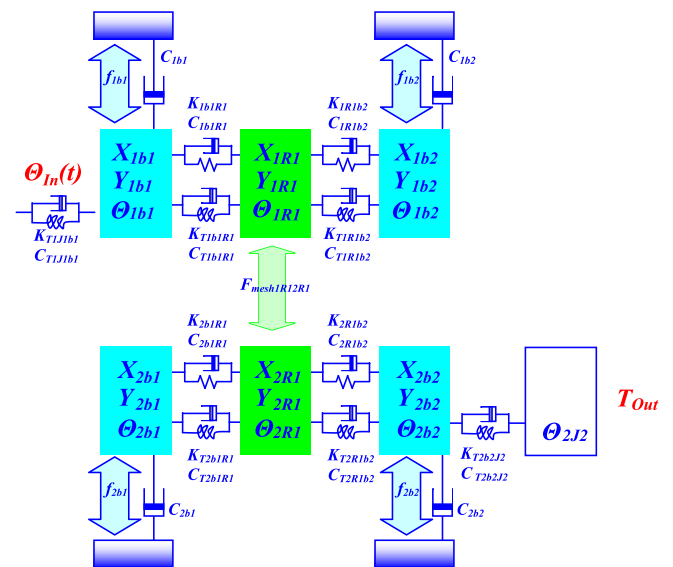 C1b1
C1b2
f1b1
f1b2
K1b1R1
C1b1R1
K1R1b2
C1R1b2
X1b1
Y1b1
Θ1b1
X1R1
Y1R1
Θ1R1
X1b2
Y1b2
Θ1b2
ΘIn(t)
KT1J1b1
CT1J1b1
KT1b1R1
CT1b1R1
KT1R1b2
CT1R1b2
Fmesh1R12R1
K2b1R1
C2b1R1
K2R1b2
C2R1b2
X2b1
Y2b1
Θ2b1
X2R1
Y2R1
Θ2R1
X2b2
Y2b2
Θ2b2
Θ2J2
TOut
KT2b1R1
CT2b1R1
KT2R1b2
CT2R1b2
KT2b2J2
CT2b2J2
f2b1
C2b1
f2b2
C2b2